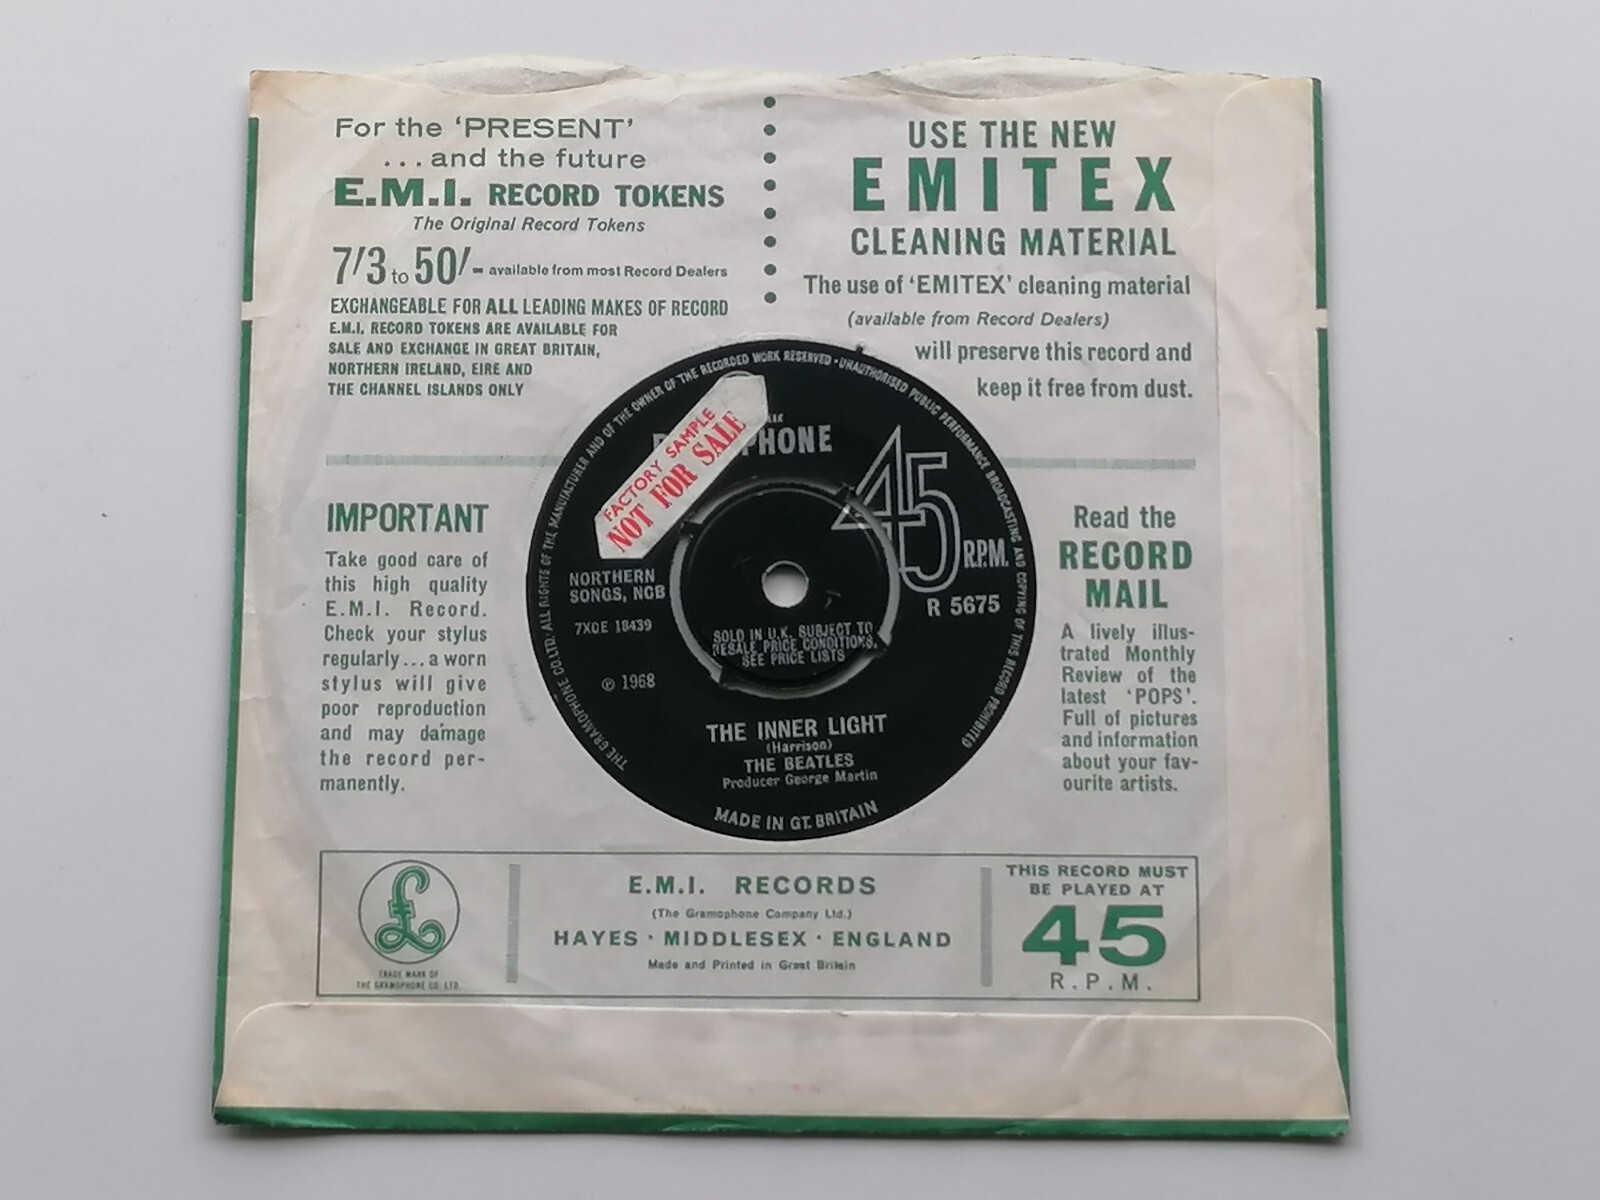 For the 'PRESENT'
...and the future
E.M.I. RECORD TOKENS
The Original Record Tokens
7/3 to 50/- available from most Record Dealers
EXCHANGEABLE FOR ALL LEADING MAKES OF RECORD
E.M.I. RECORD TOKENS ARE AVAILABLE FOR
SALE AND EXCHANGE IN GREAT BRITAIN,
NORTHERN IRELAND, EIRE AND
THE CHANNEL ISLANDS ONLY
USE THE NEW
EMITEX
CLEANING MATERIAL
The use of 'EMITEX' cleaning material
(available from Record Dealers)
will preserve this record and
keep it free from dust.
IMPORTANT
Take good care of
this high quality
E.M.I. Record.
Check your stylus
regularly...a worn
stylus will give
poor reproduction
and may damage
the record per-
manently.
THE GRAMOPHONE CO. LTD. ALL RIGHTS OF THE MANUFACTURER AND OF THE OWNER OF THE RECORDED WORK RESERVED · UNAUTHORISED PUBLIC PERFORMANCE BROADCASTING AND COPYING OF THIS RECORD PROHIBITED
PHONE
FACTORY SAMPLE
NOT FOR SALE
45
R.P.M.
R 5675
NORTHERN
SONGS, NCB
7XCE 18439
℗ 1968
SOLD IN U.K. SUBJECT TO
RESALE PRICE CONDITIONS,
SEE PRICE LISTS
THE INNER LIGHT
(Harrison)
THE BEATLES
Producer George Martin
MADE IN GT. BRITAIN
Read the
RECORD
MAIL
A lively illus-
trated Monthly
Review of the
latest 'POPS'.
Full of pictures
and information
about your fav-
ourite artists.
£
TRADE MARK OF
THE GRAMOPHONE CO. LTD.
E.M.I. RECORDS
(The Gramophone Company Ltd.)
HAYES · MIDDLESEX · ENGLAND
Made and Printed in Great Britain
THIS RECORD MUST
BE PLAYED AT
45
R.P.M.